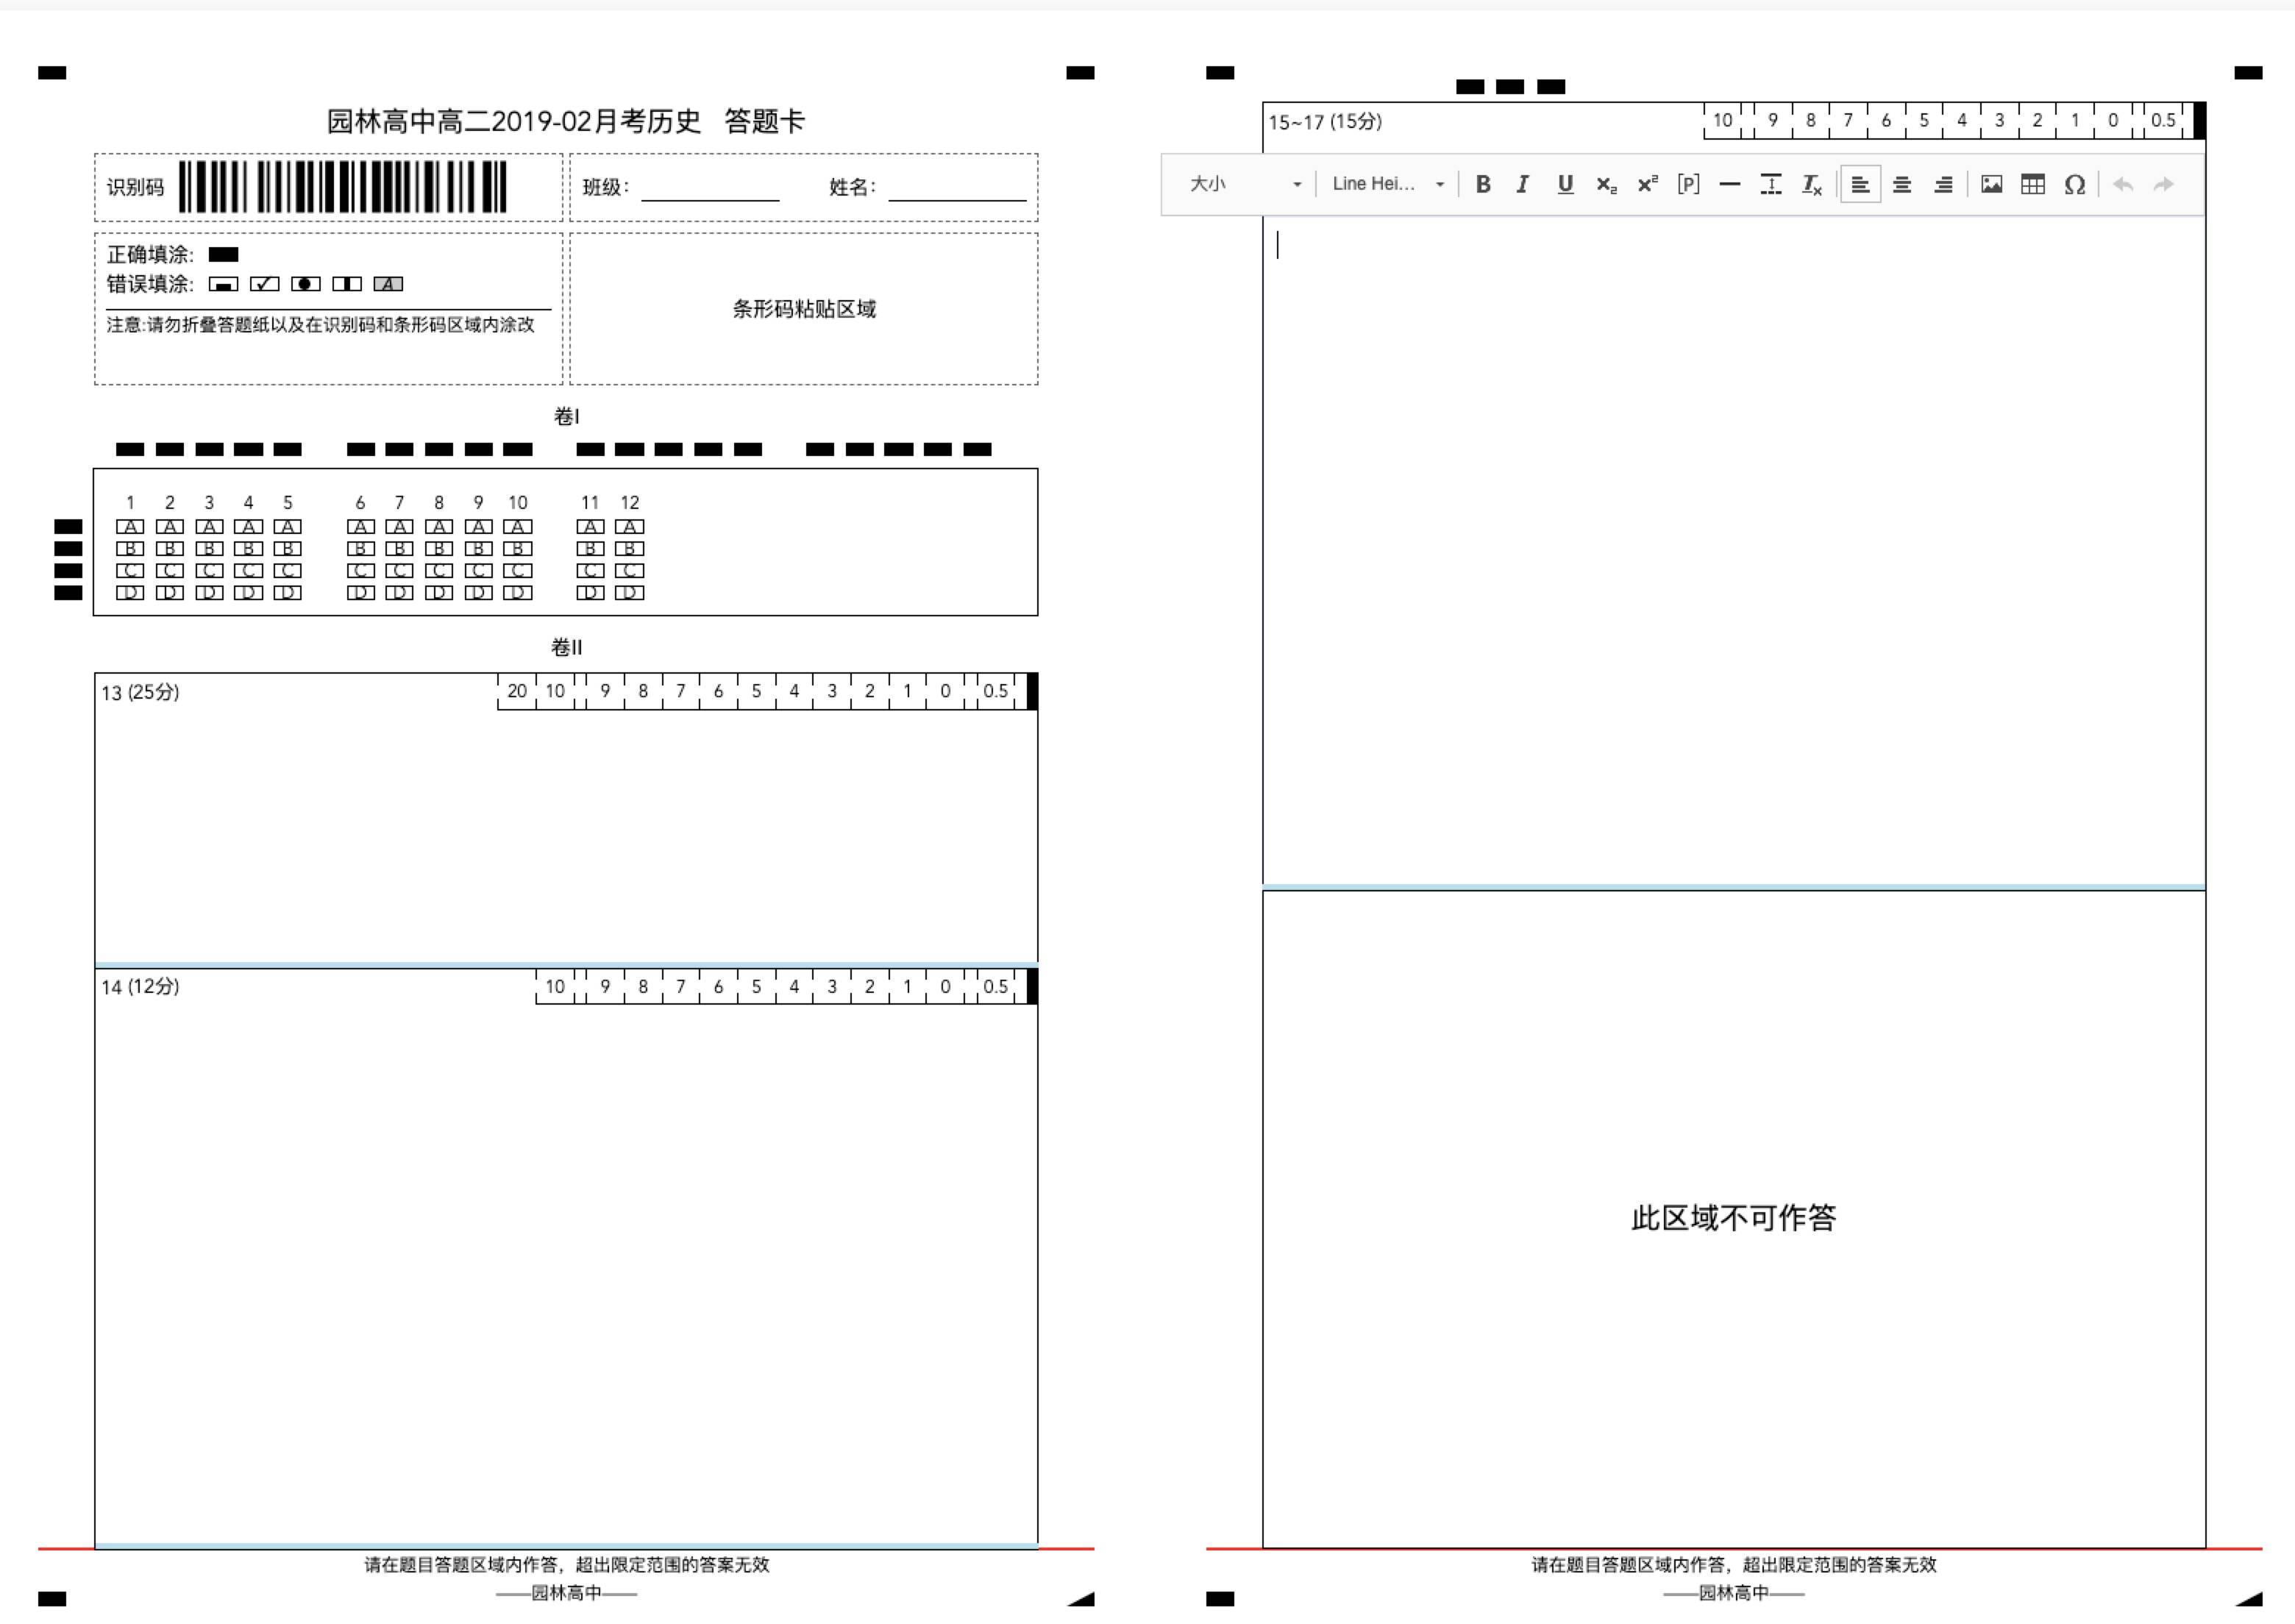 园林高中高二2019-02月考历史 答题卡
识别码
班级: 姓名:
正确填涂:
错误填涂: A
注意:请勿折叠答题纸以及在识别码和条形码区域内涂改
条形码粘贴区域
卷I
1 2 3 4 5 6 7 8 9 10 11 12
A A A A A A A A A A A A
B B B B B B B B B B B B
C C C C C C C C C C C C
D D D D D D D D D D D D
卷II
13 (25分) 20 10 9 8 7 6 5 4 3 2 1 0 0.5
14 (12分) 10 9 8 7 6 5 4 3 2 1 0 0.5
请在题目答题区域内作答，超出限定范围的答案无效
——园林高中——
15~17 (15分) 10 9 8 7 6 5 4 3 2 1 0 0.5
大小 Line Hei... B I U x₂ x² [P] Tx Ω
此区域不可作答
请在题目答题区域内作答，超出限定范围的答案无效
——园林高中——